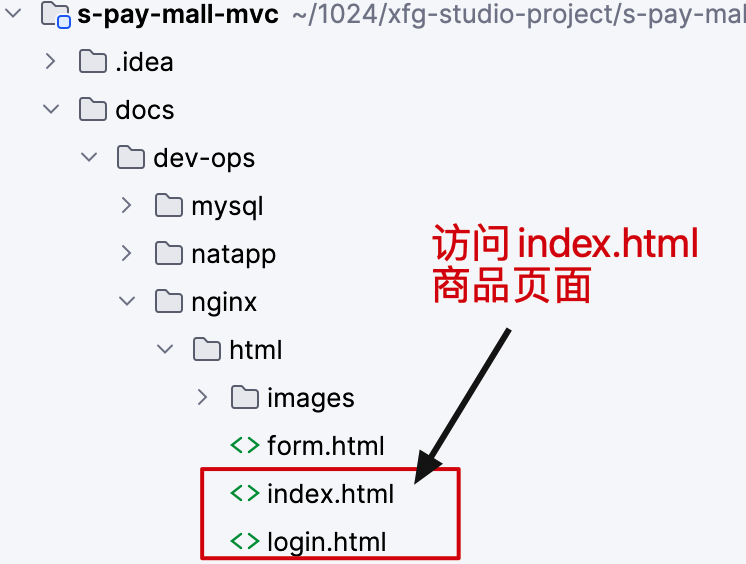 s-pay-mall-mvc ~/1024/xfg-studio-project/s-pay-mal
.idea
docs
dev-ops
mysql
natapp
nginx
html
images
form.html
index.html
login.html
访问 index.html
商品页面